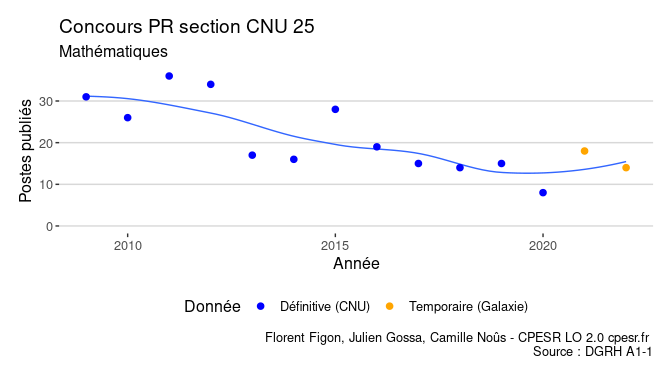 Concours PR section CNU 25
Mathématiques
Postes publiés
30
20
10
0
2010 2015 2020
Année
Donnée Définitive (CNU) Temporaire (Galaxie)
Florent Figon, Julien Gossa, Camille Noûs - CPESR LO 2.0 cpesr.fr
Source : DGRH A1-1